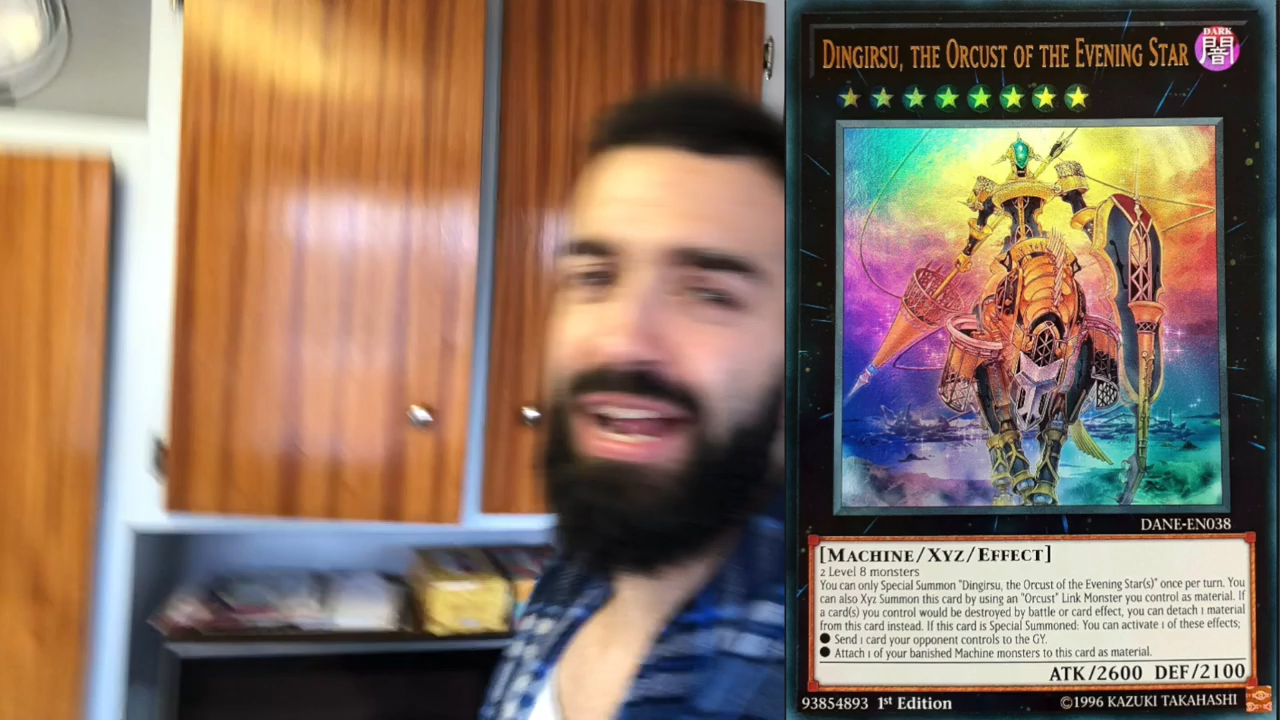 DINGIRSU, THE ORCUST OF THE EVENING STAR
DARK
闇
DANE-EN038
[MACHINE/XYZ/EFFECT]
2 Level 8 monsters
You can only Special Summon "Dingirsu, the Orcust of the Evening Star(s)" once per turn. You
can also Xyz Summon this card by using an "Orcust" Link Monster you control as material. If
a card(s) you control would be destroyed by battle or card effect, you can detach 1 material
from this card instead. If this card is Special Summoned: You can activate 1 of these effects;
● Send 1 card your opponent controls to the GY.
● Attach 1 of your banished Machine monsters to this card as material.
ATK/2600 DEF/2100
93854893 1st Edition ©1996 KAZUKI TAKAHASHI